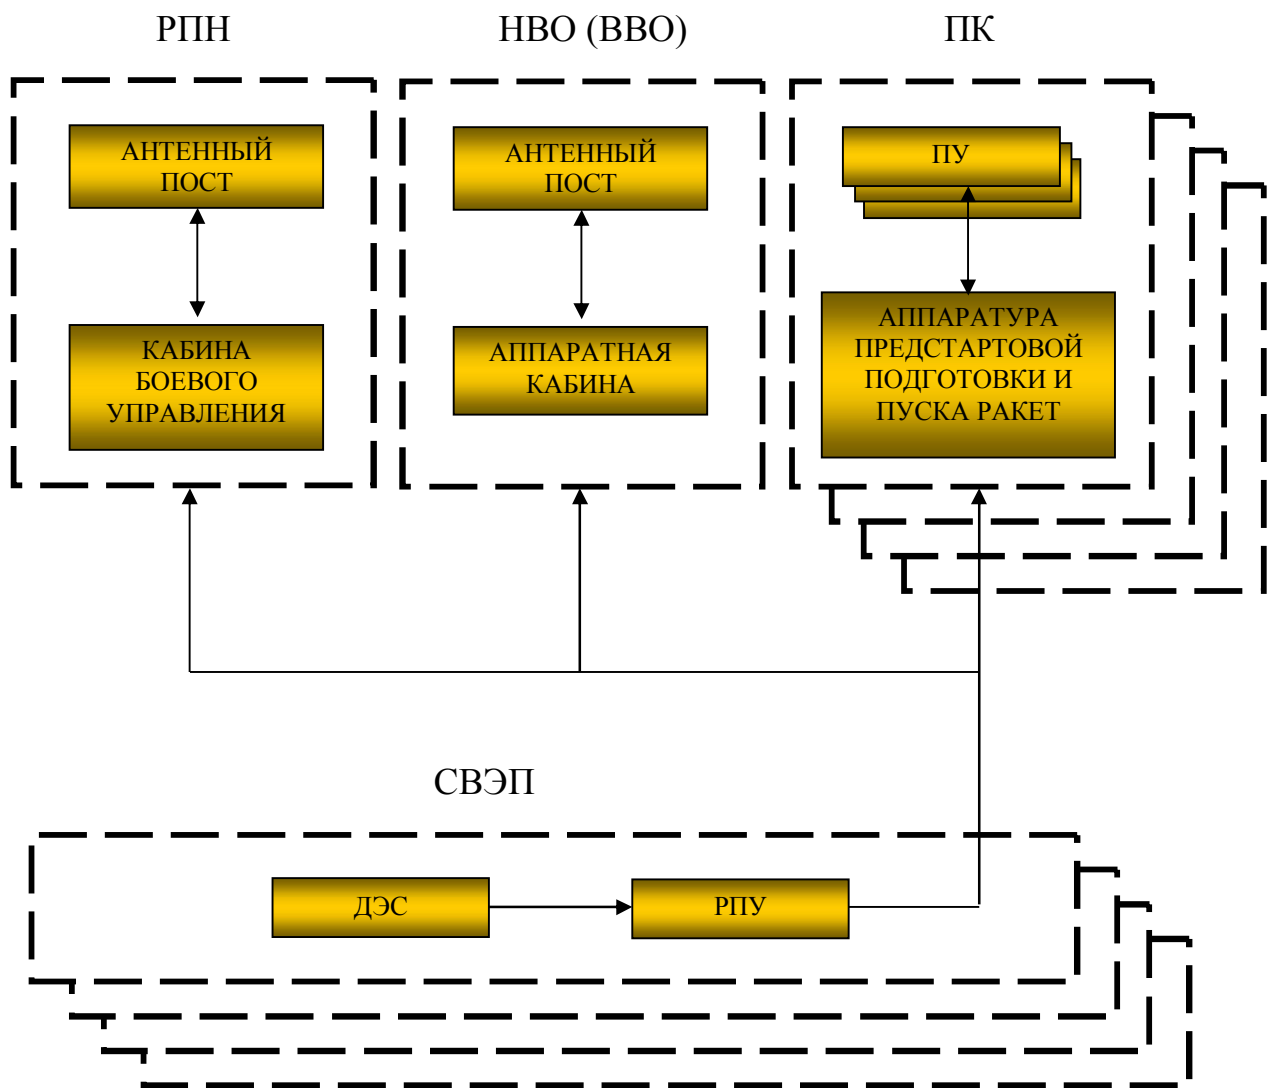 РПН
НВО (ВВО)
ПК
АНТЕННЫЙ
ПОСТ
КАБИНА
БОЕВОГО
УПРАВЛЕНИЯ
АНТЕННЫЙ
ПОСТ
АППАРАТНАЯ
КАБИНА
ПУ
АППАРАТУРА
ПРЕДСТАРТОВОЙ
ПОДГОТОВКИ И
ПУСКА РАКЕТ
СВЭП
ДЭС
РПУ